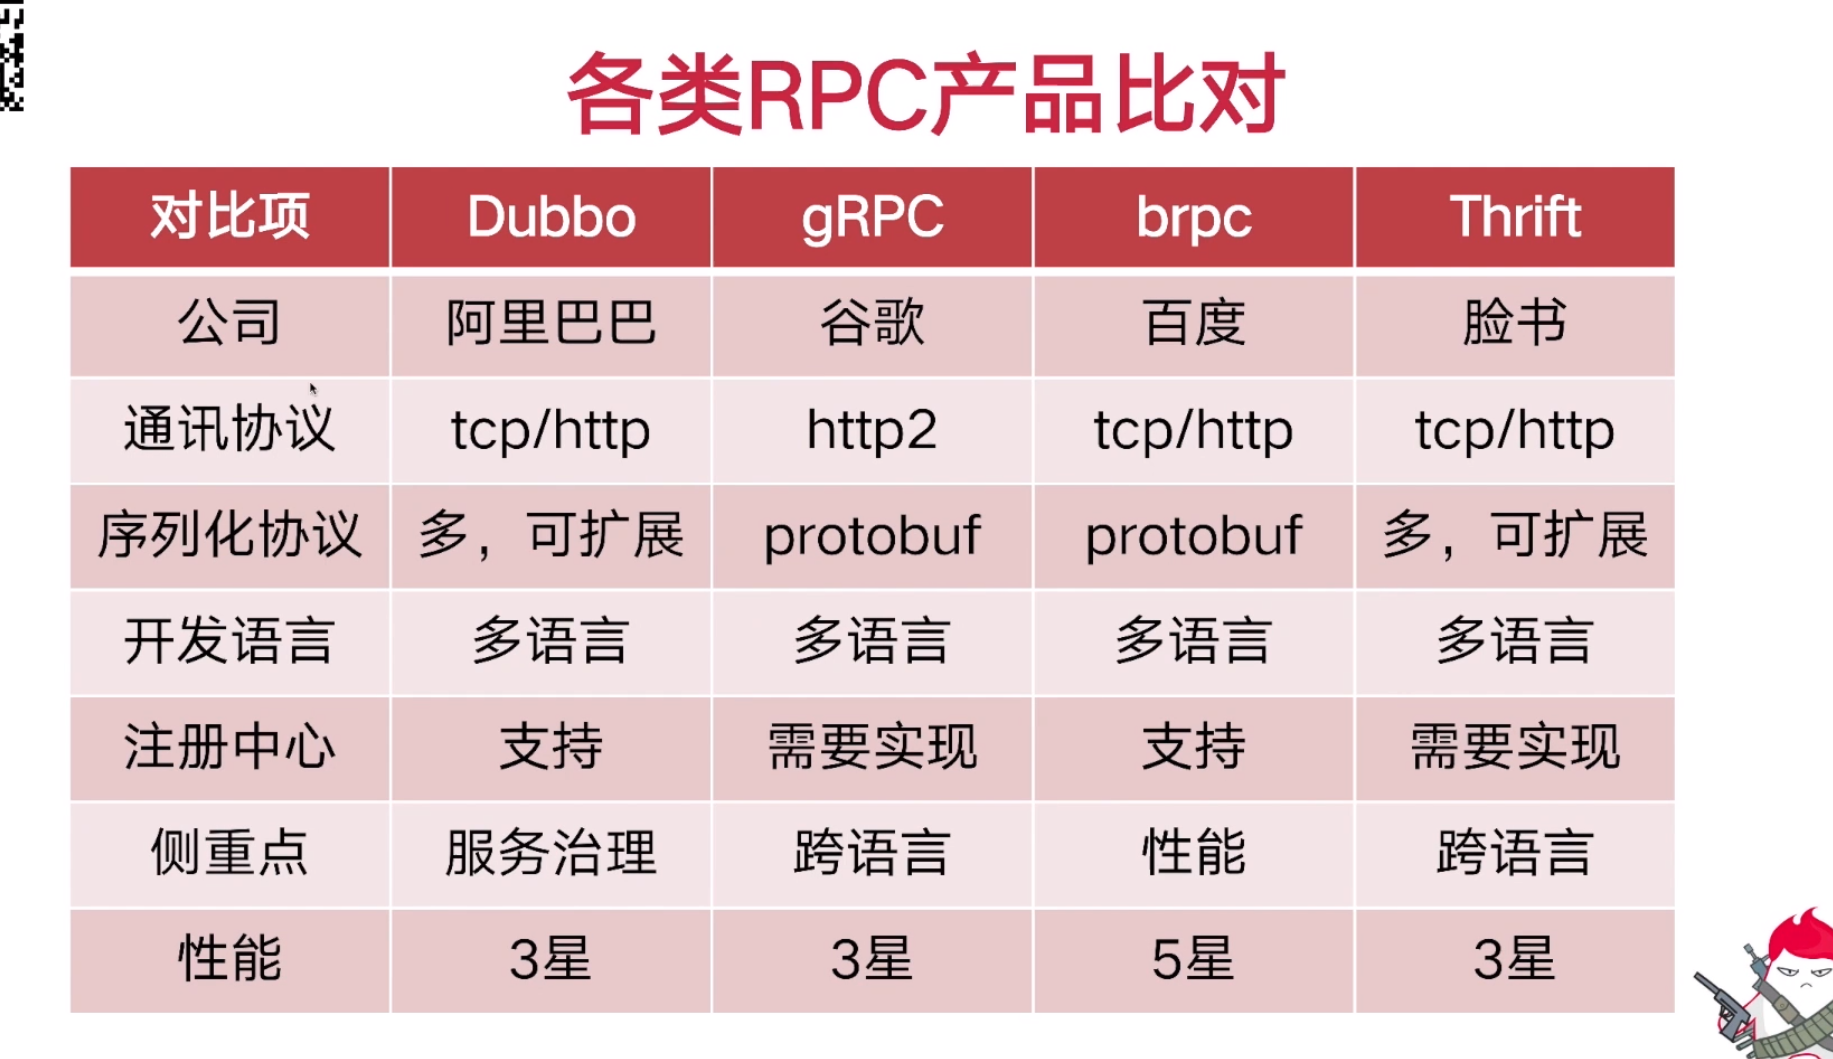 各类RPC产品比对
对比项 Dubbo gRPC brpc Thrift
公司 阿里巴巴 谷歌 百度 脸书
通讯协议 tcp/http http2 tcp/http tcp/http
序列化协议 多，可扩展 protobuf protobuf 多，可扩展
开发语言 多语言 多语言 多语言 多语言
注册中心 支持 需要实现 支持 需要实现
侧重点 服务治理 跨语言 性能 跨语言
性能 3星 3星 5星 3星